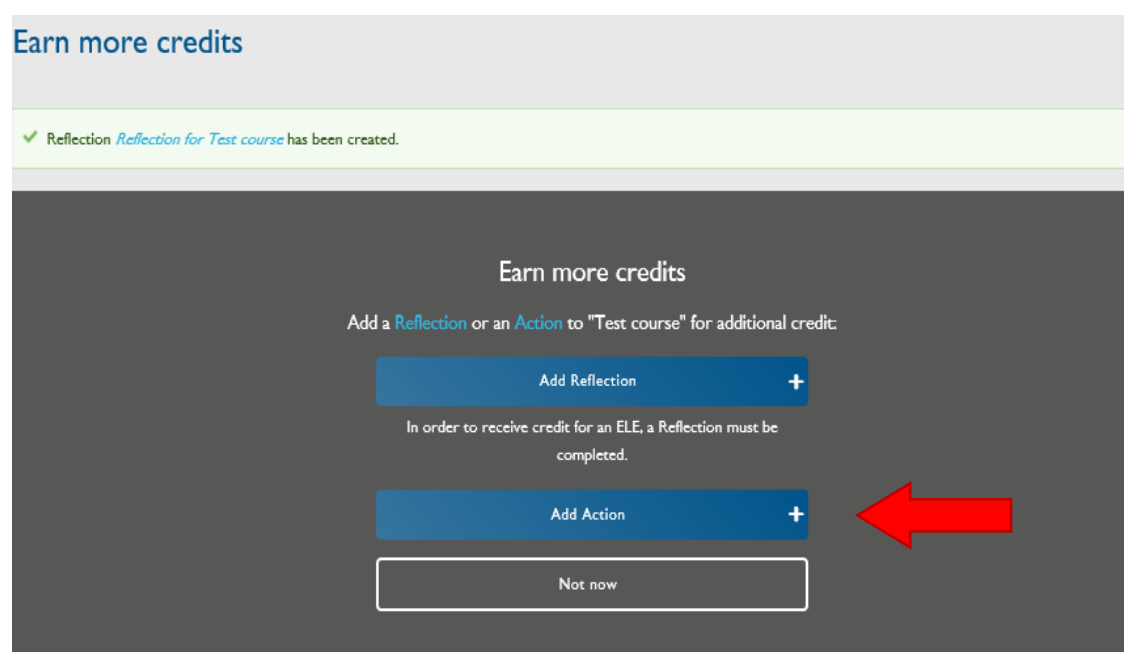 Earn more credits
Reflection Reflection for Test course has been created.
Earn more credits
Add a Reflection or an Action to "Test course" for additional credit:
Add Reflection +
In order to receive credit for an ELE, a Reflection must be
completed.
Add Action +
Not now